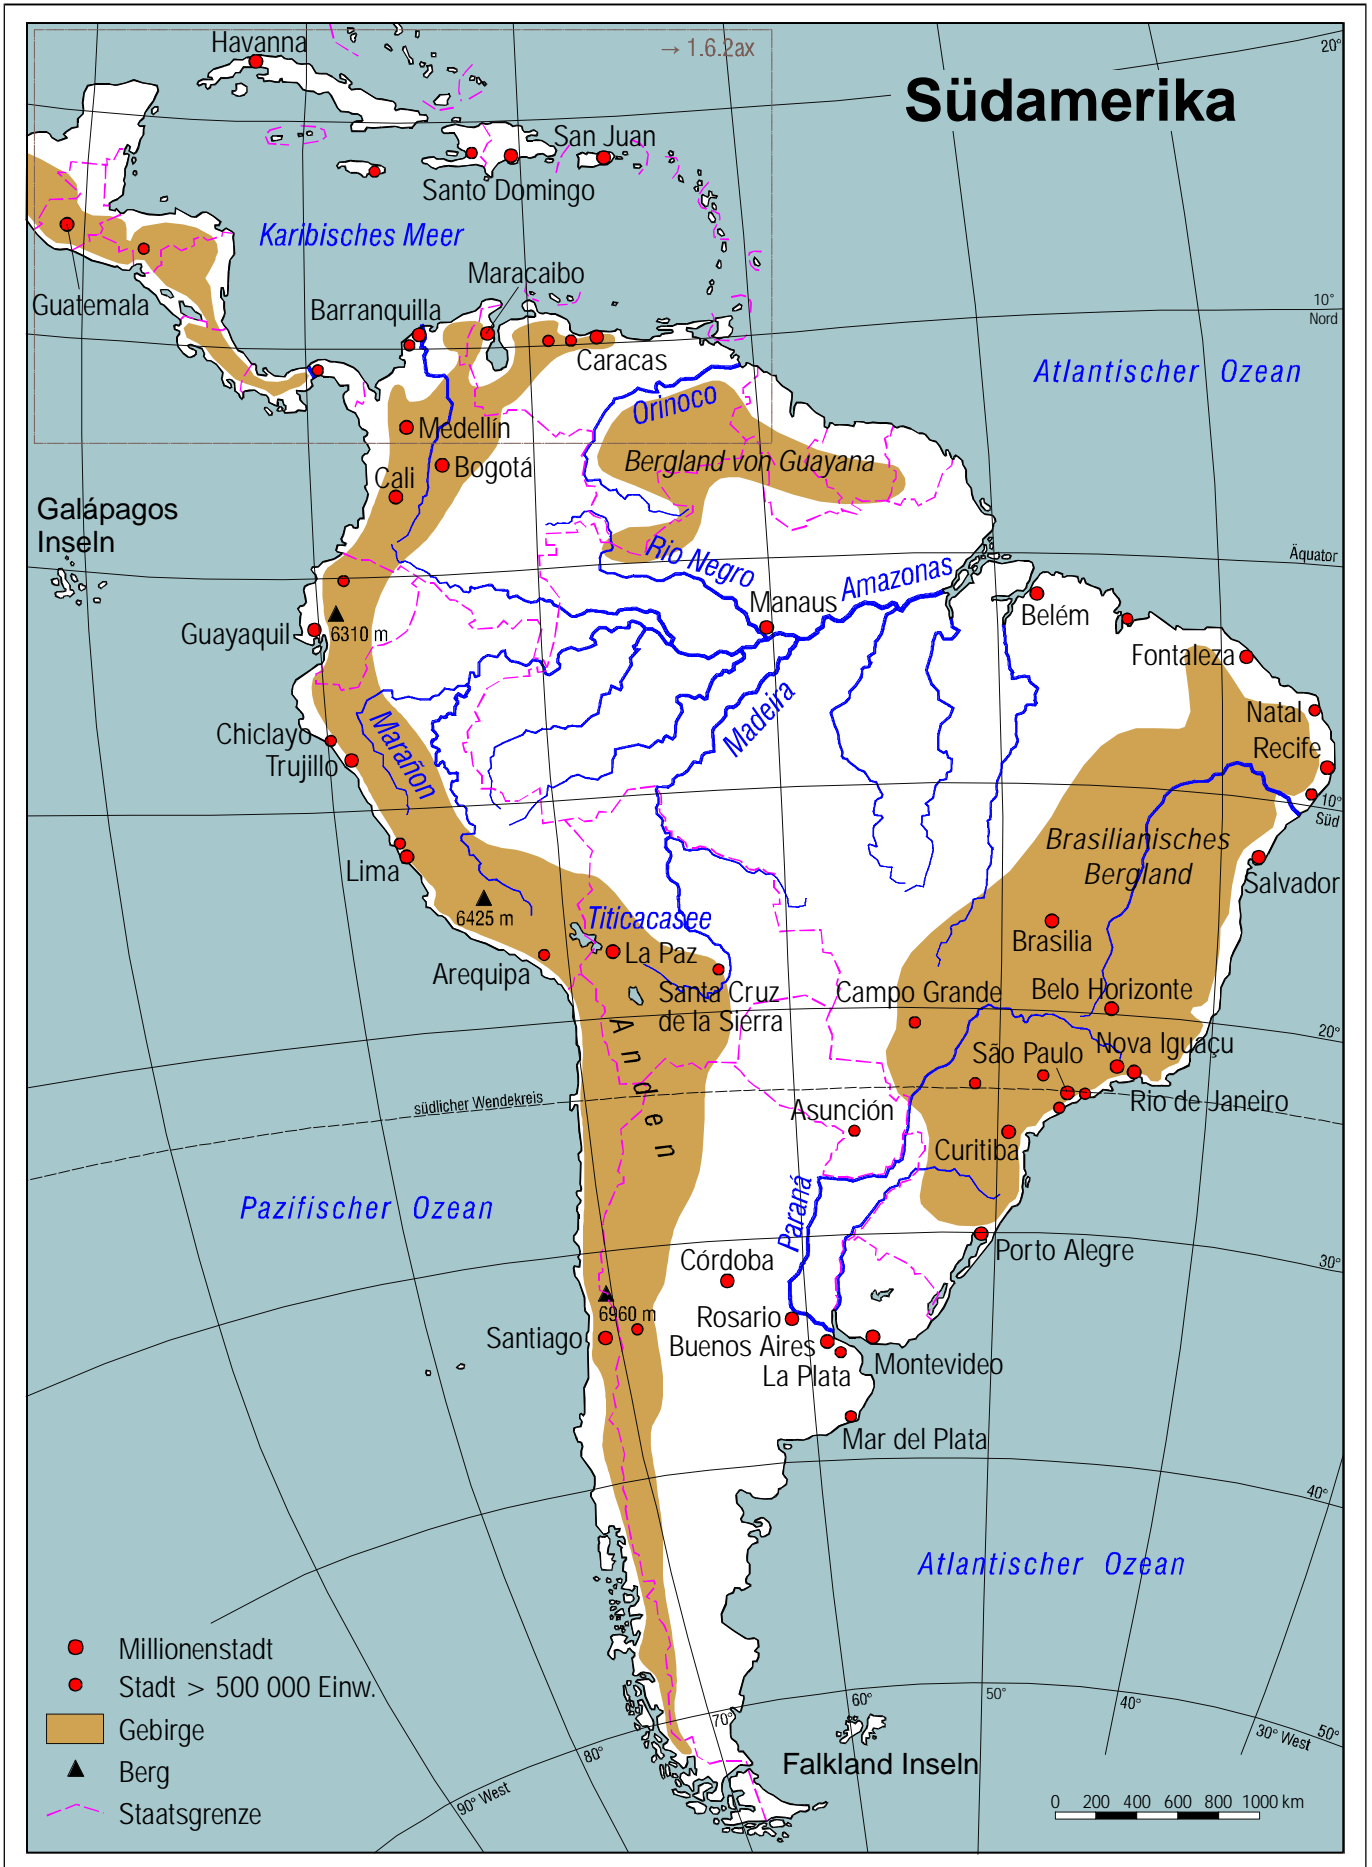 Havanna
→ 1.6.2ax
20°
Südamerika
San Juan
Santo Domingo
Karibisches Meer
Maracaibo
Guatemala
Barranquilla
10°
Nord
Caracas
Atlantischer Ozean
Orinoco
Medellín
Bergland von Guayana
Bogotá
Cali
Galápagos
Inseln
Rio Negro
Äquator
Amazonas
Manaus
Belém
Guayaquil
6310 m
Fontaleza
Madeira
Natal
Marañon
Chiclayo
Recife
Trujillo
10°
Süd
Brasilianisches
Bergland
Lima
Salvador
6425 m
Titicacasee
Brasilia
La Paz
Arequipa
Santa Cruz
de la Sierra
Campo Grande
Belo Horizonte
Anden
20°
São Paulo
Nova Iguaçu
südlicher Wendekreis
Asunción
Rio de Janeiro
Curitiba
Pazifischer Ozean
Paraná
Porto Alegre
Córdoba
30°
6960 m
Rosario
Santiago
Buenos Aires
La Plata
Montevideo
Mar del Plata
40°
Atlantischer Ozean
Millionenstadt
Stadt > 500 000 Einw.
Gebirge
Berg
Staatsgrenze
90° West
80°
70°
60°
50°
40°
30° West
50°
Falkland Inseln
0 200 400 600 800 1000 km